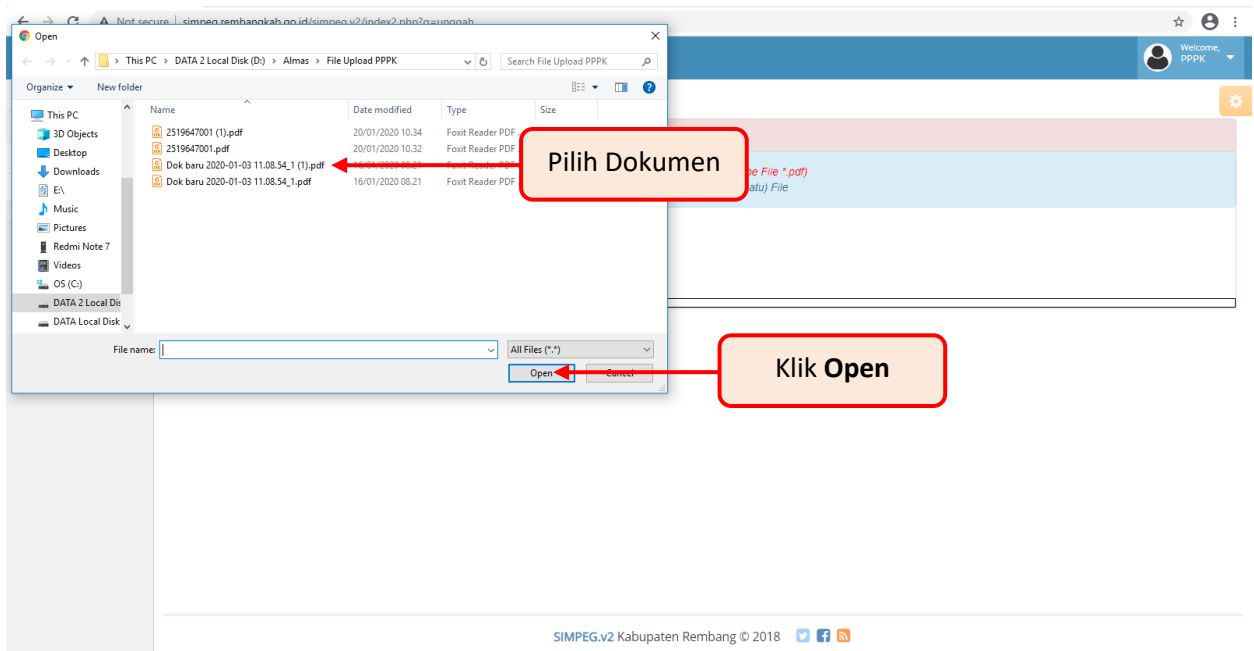 Not secure | simpeg.rembangkab.go.id/simpeg.v2/index2.php?q=unggah
Open
This PC > DATA 2 Local Disk (D:) > Almas > File Upload PPPK
Search File Upload PPPK
Welcome,
PPPK
Organize
New folder
Name
Date modified
Type
Size
This PC
3D Objects
Desktop
Downloads
E:\
Music
Pictures
Redmi Note 7
Videos
OS (C:)
DATA 2 Local Dis
DATA Local Disk
2519647001 (1).pdf 20/01/2020 10.34 Foxit Reader PDF
2519647001.pdf 20/01/2020 10.32 Foxit Reader PDF
Dok baru 2020-01-03 11.08.54_1 (1).pdf 16/01/2020 08.21 Foxit Reader PDF
Dok baru 2020-01-03 11.08.54_1.pdf 16/01/2020 08.21 Foxit Reader PDF
Pilih Dokumen
File *.pdf)
File
File name:
All Files (*.*)
Open
Cancel
Klik Open
SIMPEG.v2 Kabupaten Rembang © 2018